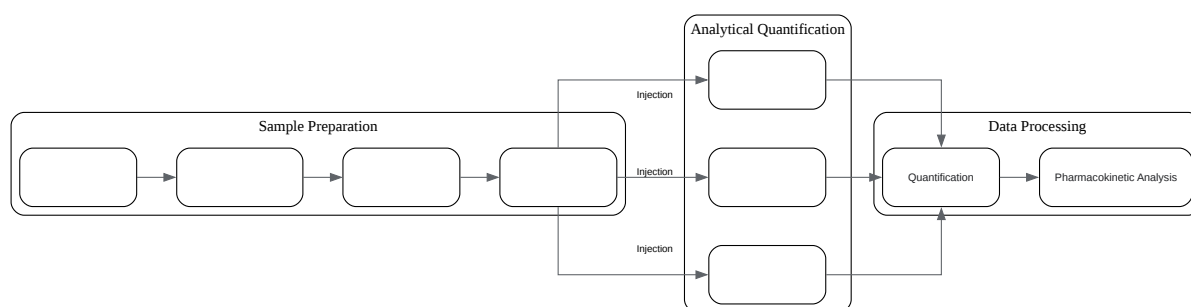 Analytical Quantification
Injection
Sample Preparation
Data Processing
Injection
Quantification
Pharmacokinetic Analysis
Injection